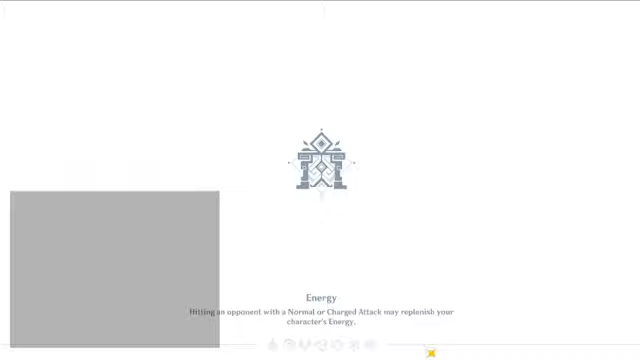 Energy
Hitting an opponent with a Normal or Charged Attack may replenish your
character's Energy.